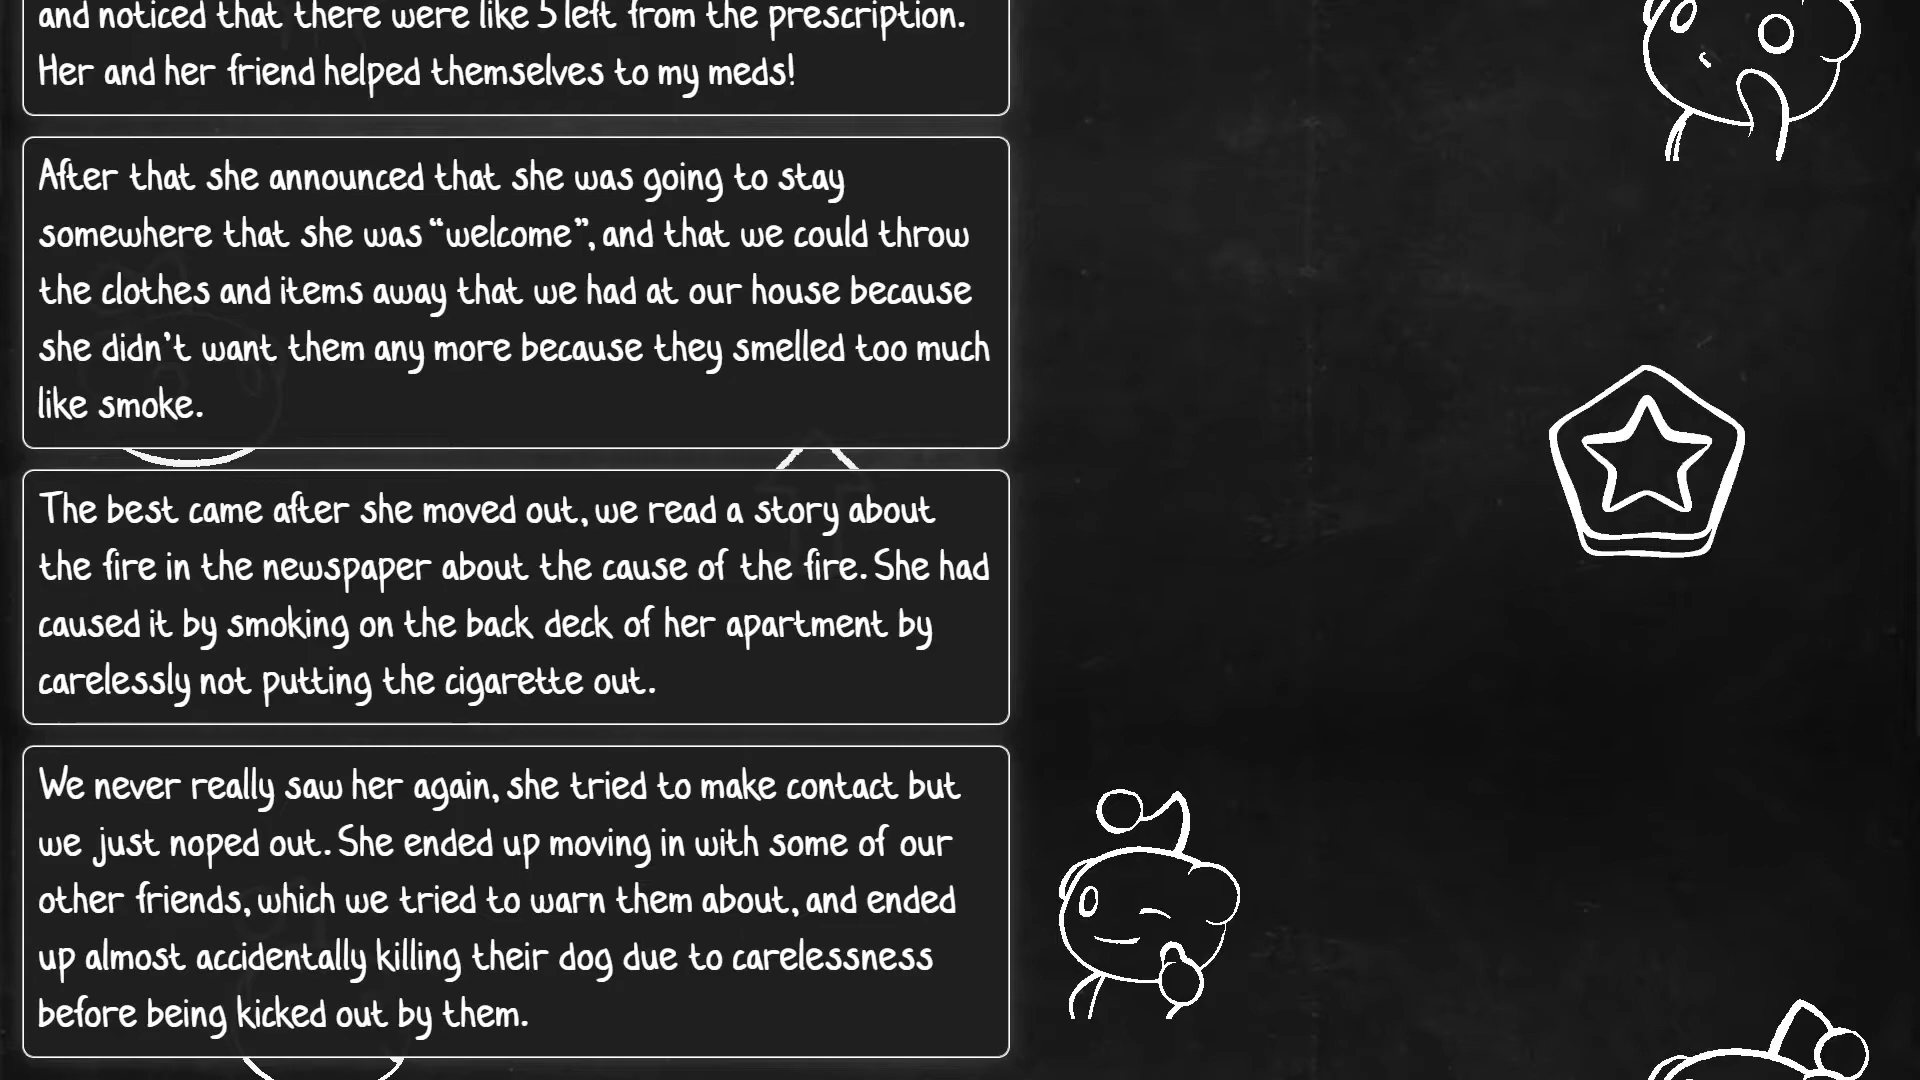 and noticed that there were like 5 left from the prescription.
Her and her friend helped themselves to my meds!
After that she announced that she was going to stay
somewhere that she was “welcome”, and that we could throw
the clothes and items away that we had at our house because
she didn’t want them any more because they smelled too much
like smoke.
The best came after she moved out, we read a story about
the fire in the newspaper about the cause of the fire. She had
caused it by smoking on the back deck of her apartment by
carelessly not putting the cigarette out.
We never really saw her again, she tried to make contact but
we just noped out. She ended up moving in with some of our
other friends, which we tried to warn them about, and ended
up almost accidentally killing their dog due to carelessness
before being kicked out by them.